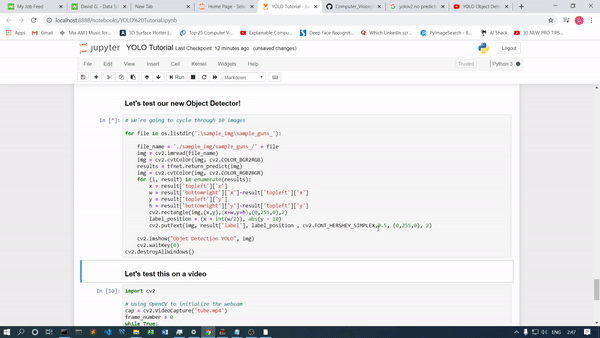 My Job Feed
David G. - Data S
New Tab
Home Page - Sele
YOLO Tutorial
Computer_Vision
yolov2 no predict
YOLO Object Dete
localhost:8888/notebooks/YOLO%20Tutorial.ipynb
Apps
Gmail
YouTube
Maps
Mix AM | Music for...
3D Surface Plotter |...
Top 23 Computer V...
Explainable Compu...
Deep Face Recognit...
Which Linkedin scr...
PyImageSearch - B...
AI Shack
30 NEW PRO TIPS...
jupyter YOLO Tutorial Last Checkpoint: 12 minutes ago (unsaved changes)
Logout
File Edit View Insert Cell Kernel Widgets Help
Trusted
Python 3
Run
Markdown
Let's test our new Object Detector!
In [*]:
# We're going to cycle through 10 images
for file in os.listdir('.\sample_img\sample_guns_'):
file_name = './sample_img/sample_guns_/' + file
img = cv2.imread(file_name)
img = cv2.cvtColor(img, cv2.COLOR_BGR2RGB)
results = tfnet.return_predict(img)
img = cv2.cvtColor(img, cv2.COLOR_RGB2BGR)
for (i, result) in enumerate(results):
x = result['topleft']['x']
w = result['bottomright']['x']-result['topleft']['x']
y = result['topleft']['y']
h = result['bottomright']['y']-result['topleft']['y']
cv2.rectangle(img,(x,y),(x+w,y+h),(0,255,0),2)
label_position = (x + int(w/2)), abs(y - 10)
cv2.putText(img, result['label'], label_position , cv2.FONT_HERSHEY_SIMPLEX,0.5, (0,255,0), 2)
cv2.imshow("Objet Detection YOLO", img)
cv2.waitKey(0)
cv2.destroyAllWindows()
Let's test this on a video
In [10]:
import cv2
# Using OpenCV to initialize the webcam
cap = cv2.VideoCapture('tube.mp4')
frame_number = 0
while True:
ENG
2:47